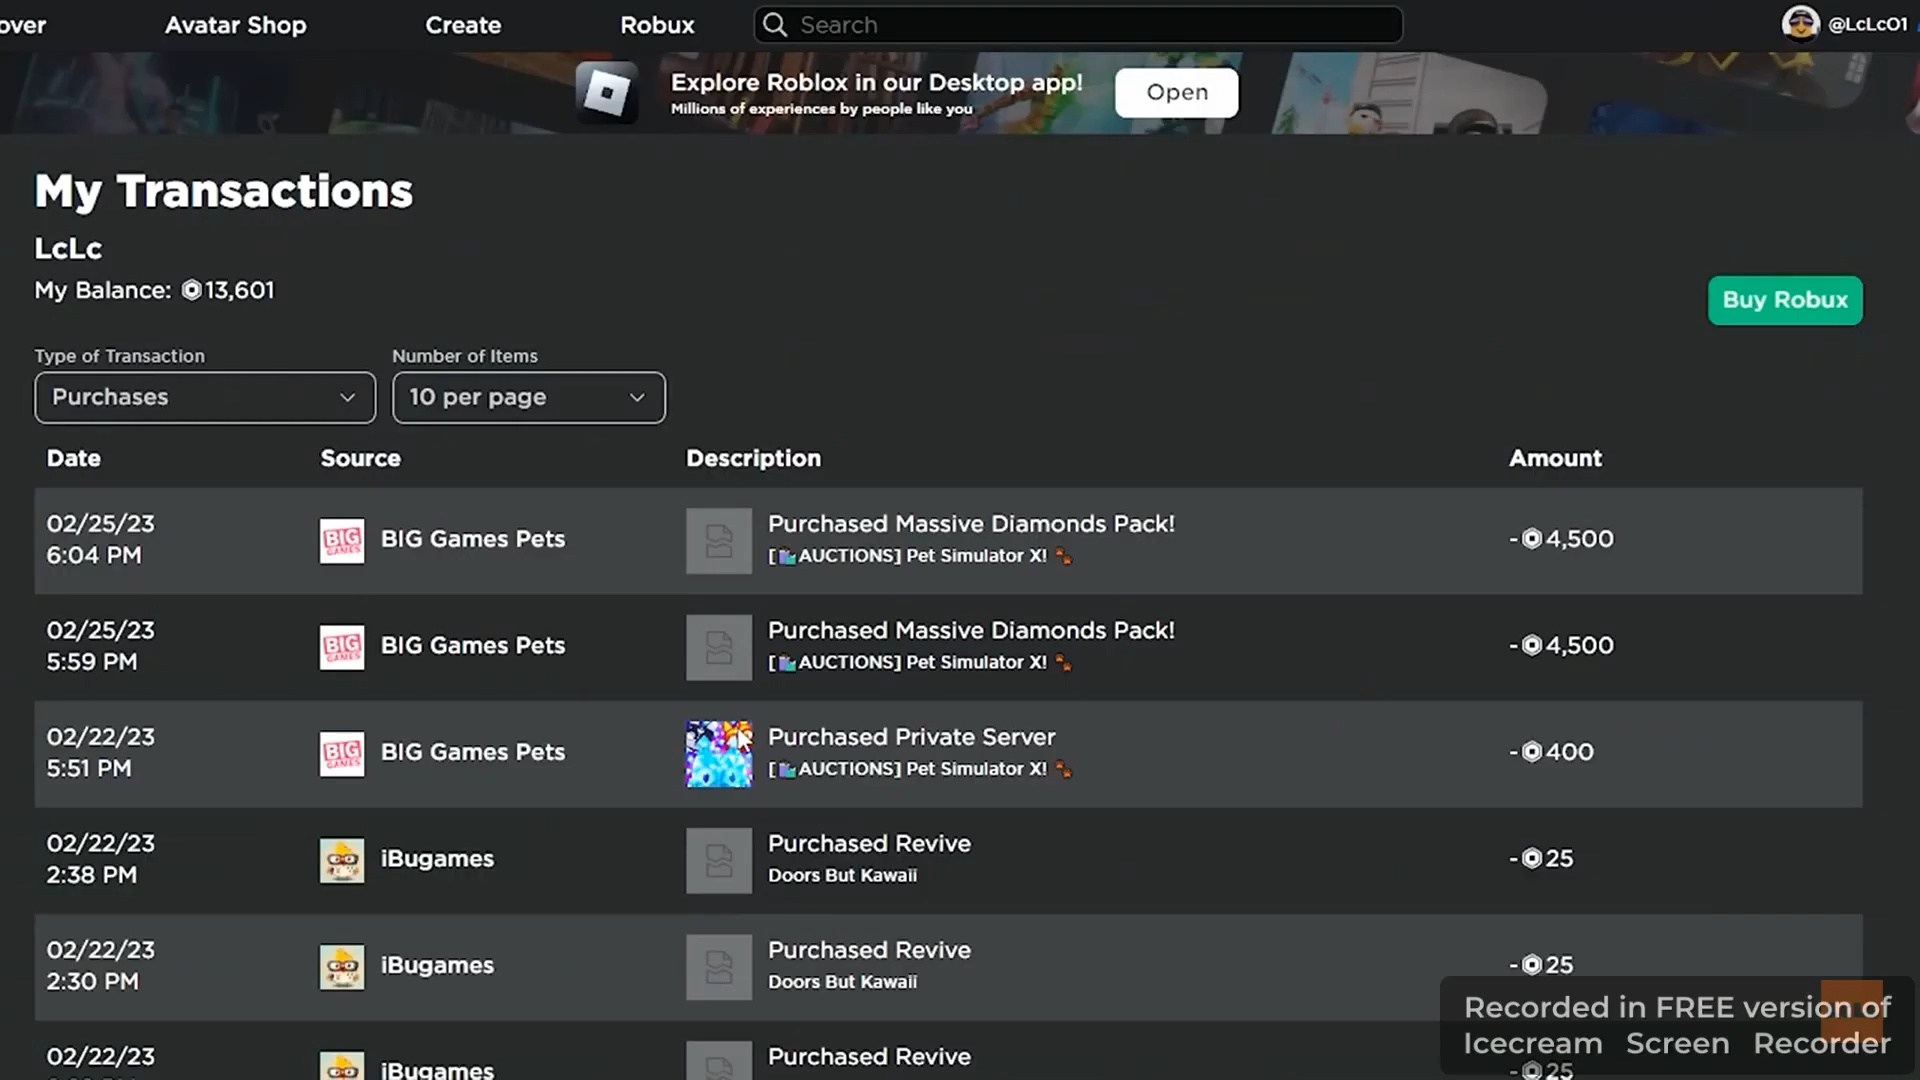 over Avatar Shop Create Robux Search @LcLc01
Explore Roblox in our Desktop app!
Millions of experiences by people like you
Open
My Transactions
LcLc
My Balance: 13,601
Buy Robux
Type of Transaction Number of Items
Purchases 10 per page
Date Source Description Amount
02/25/23
6:04 PM
BIG GAMES
BIG Games Pets
Purchased Massive Diamonds Pack!
[AUCTIONS] Pet Simulator X!
-4,500
02/25/23
5:59 PM
BIG GAMES
BIG Games Pets
Purchased Massive Diamonds Pack!
[AUCTIONS] Pet Simulator X!
-4,500
02/22/23
5:51 PM
BIG GAMES
BIG Games Pets
Purchased Private Server
[AUCTIONS] Pet Simulator X!
-400
02/22/23
2:38 PM
iBugames
Purchased Revive
Doors But Kawaii
-25
02/22/23
2:30 PM
iBugames
Purchased Revive
Doors But Kawaii
-25
02/22/23
iBugames
Purchased Revive
-25
Recorded in FREE version of
Icecream Screen Recorder